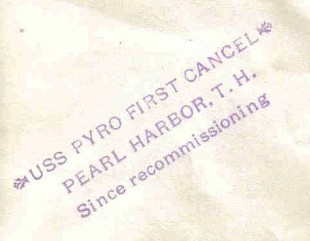 USS PYRO FIRST CANCEL
PEARL HARBOR, T. H.
Since recommissioning